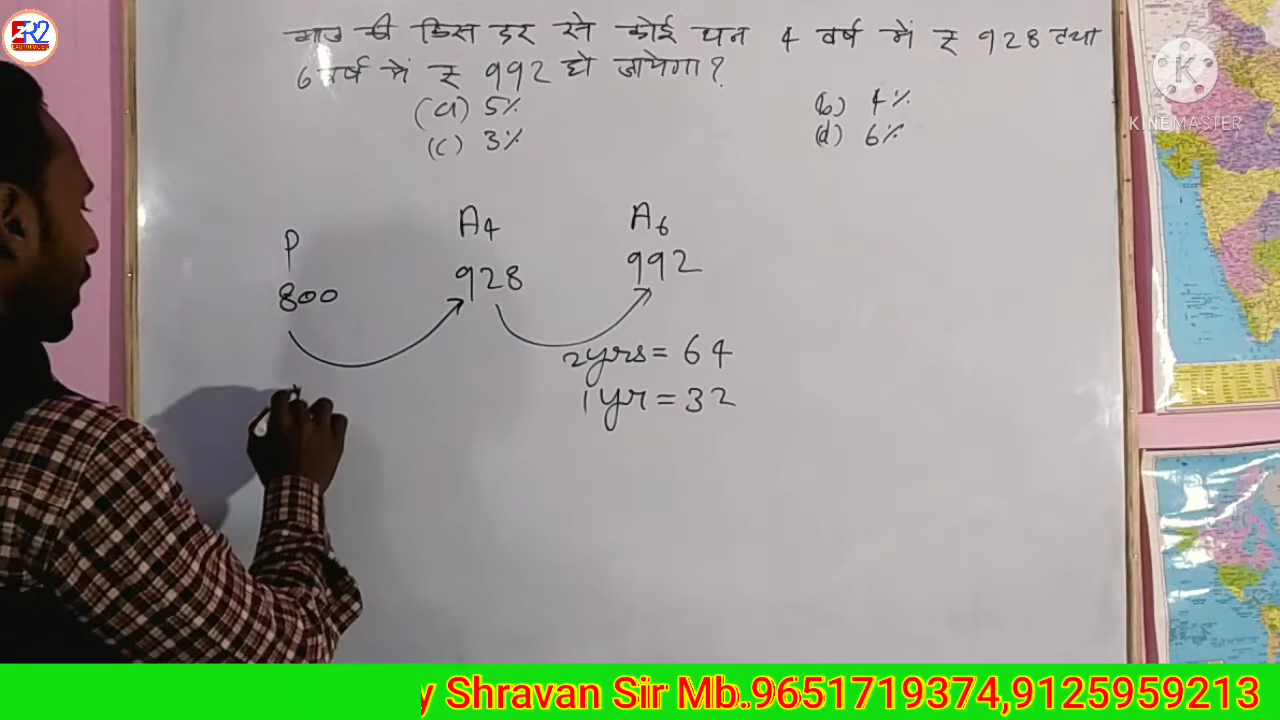 ER2
ब्याज की किस दर से कोई धन 4 वर्ष में ₹ 928 तथा
6 वर्ष में ₹ 992 हो जायेगा?
(a) 5%
(b) 4%
(c) 3%
(d) 6%
P
A4
A6
800
928
992
2yrs = 64
1yr = 32
K
KINEMASTER
y Shravan Sir Mb.9651719374,9125959213